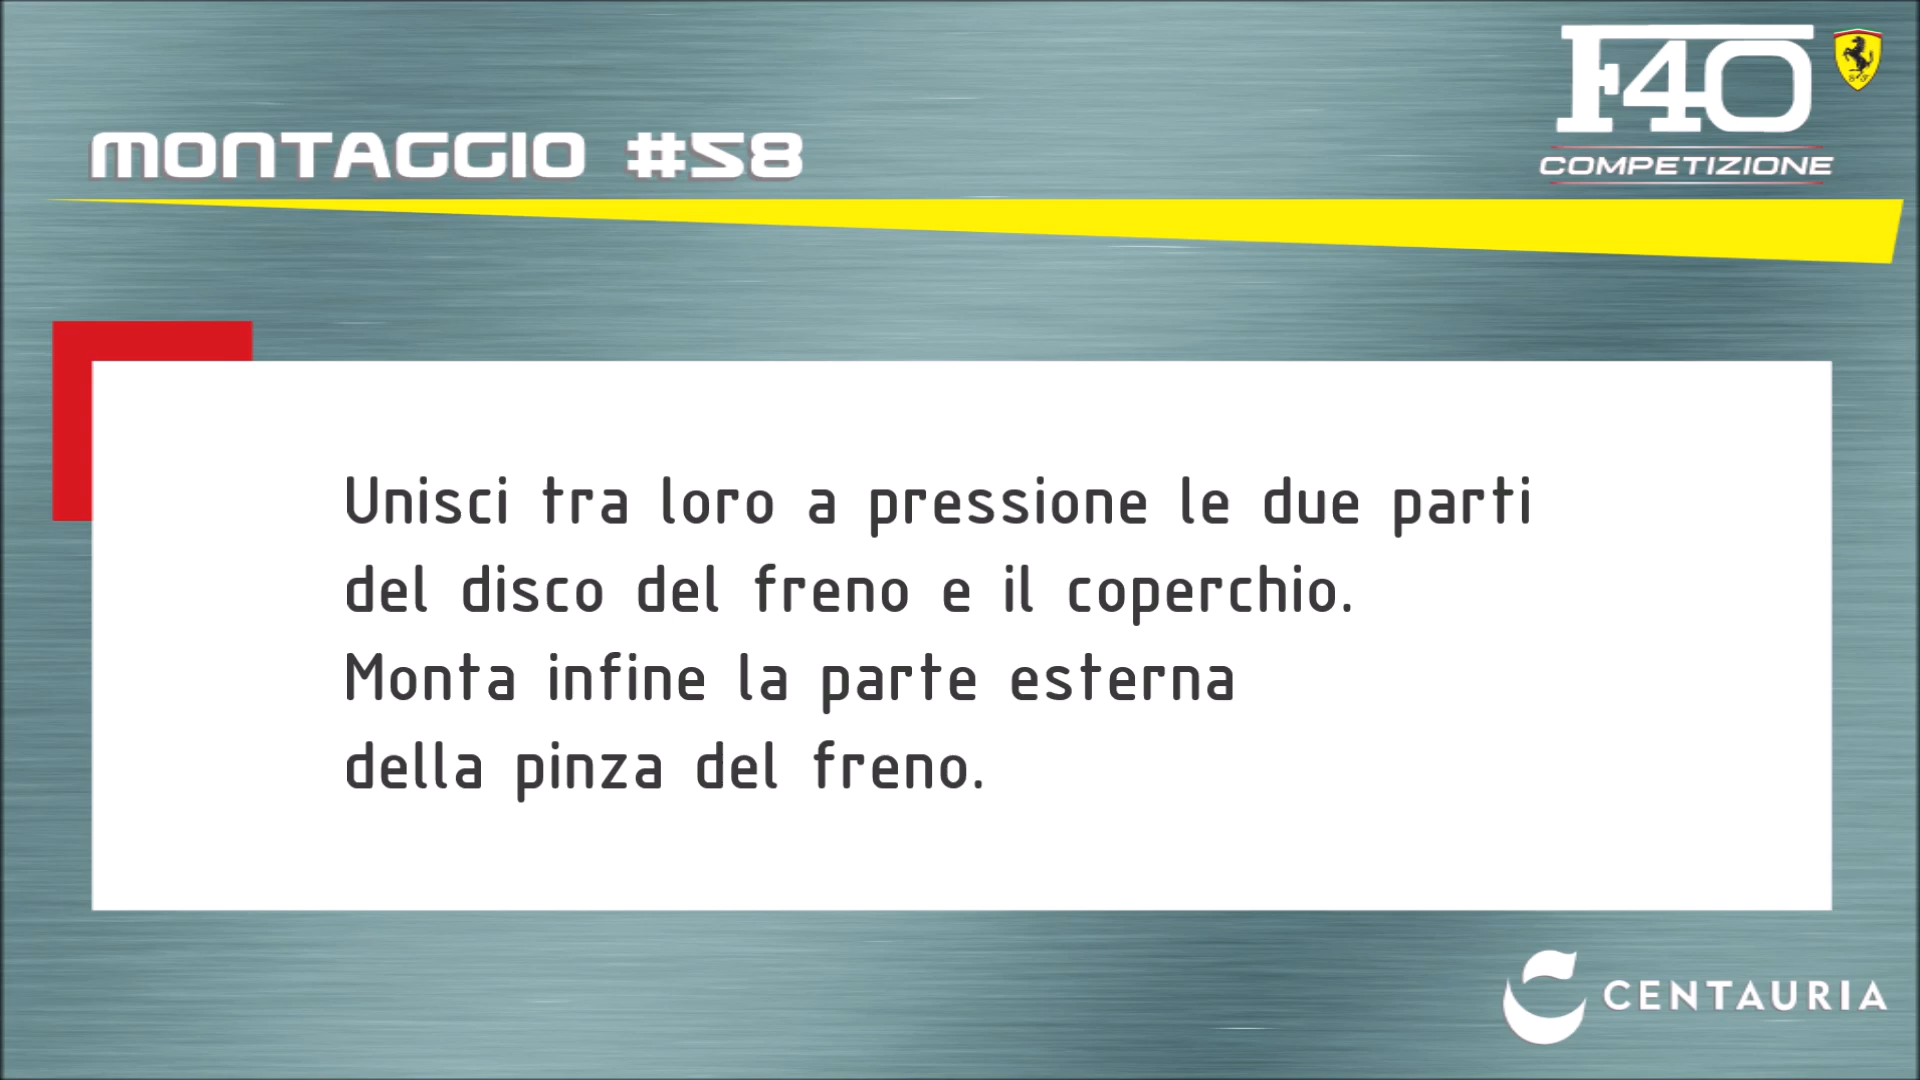 F40
COMPETIZIONE
MONTAGGIO #58
Unisci tra loro a pressione le due parti
del disco del freno e il coperchio.
Monta infine la parte esterna
della pinza del freno.
CENTAURIA